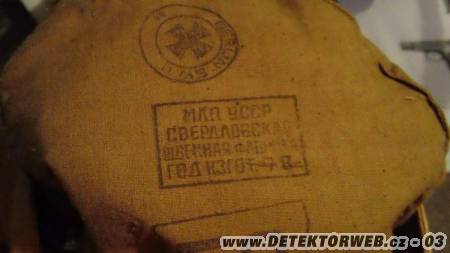 МЛП УССР
СВЕРДЛОВСКАЯ
ШВЕЙНАЯ ФАБРИКА
ГОД ИЗГОТ.
www.DETEKTORWEB.cz - 03